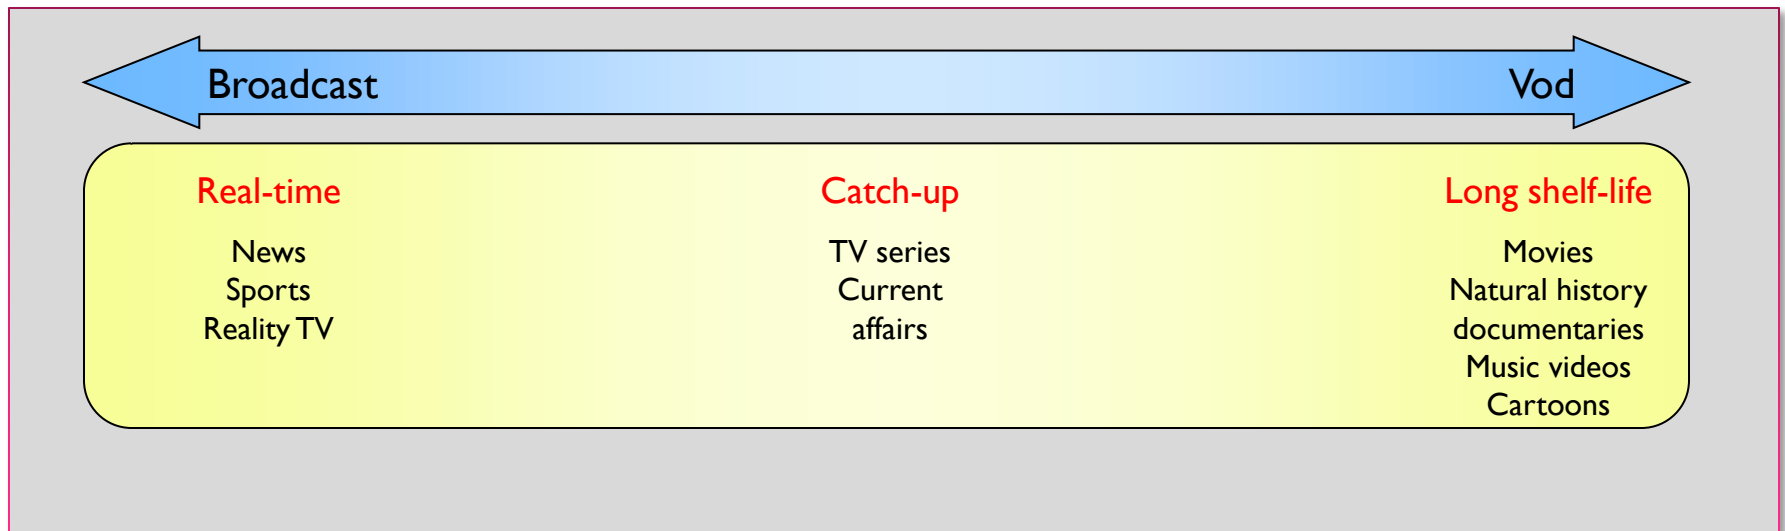 Broadcast
Vod
Real-time
News
Sports
Reality TV
Catch-up
TV series
Current
affairs
Long shelf-life
Movies
Natural history
documentaries
Music videos
Cartoons